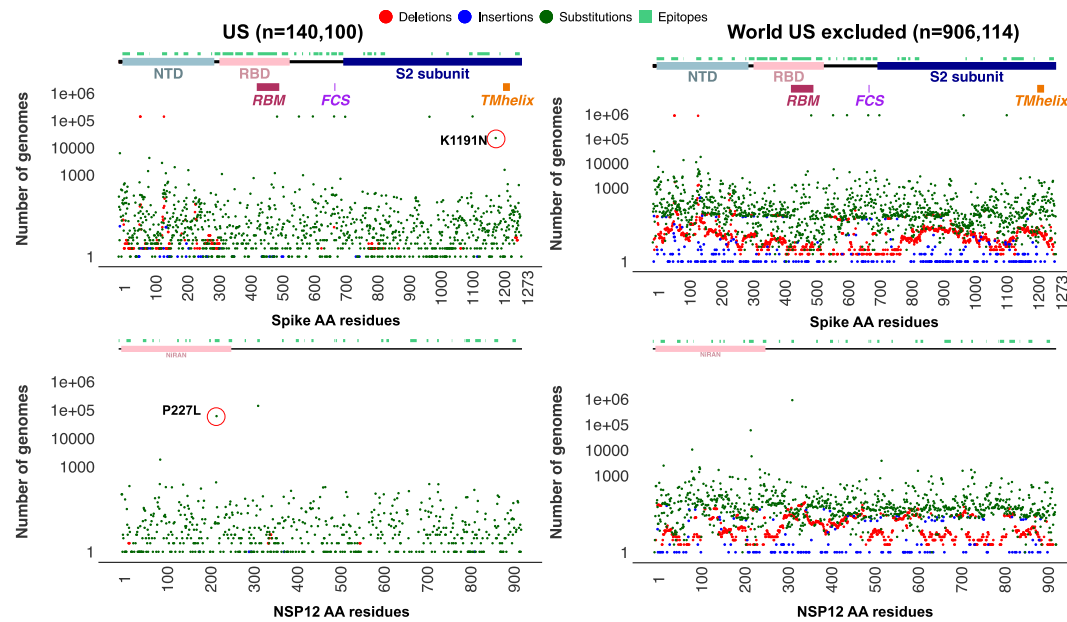 Deletions Insertions Substitutions Epitopes
US (n=140,100)
NTD RBD S2 subunit
RBM FCS TMhelix
Number of genomes
1e+06
1e+05
10000
1000
1
K1191N
1 100 200 300 400 500 600 700 800 900 1000 1100 1200 1273
Spike AA residues
World US excluded (n=906,114)
NTD RBD S2 subunit
RBM FCS TMhelix
Number of genomes
1e+06
1e+05
10000
1000
1
1 100 200 300 400 500 600 700 800 900 1000 1100 1200 1273
Spike AA residues
NiRAN
Number of genomes
1e+06
1e+05
10000
1000
1
P227L
1 100 200 300 400 500 600 700 800 900
NSP12 AA residues
NiRAN
Number of genomes
1e+06
1e+05
10000
1000
1
1 100 200 300 400 500 600 700 800 900
NSP12 AA residues